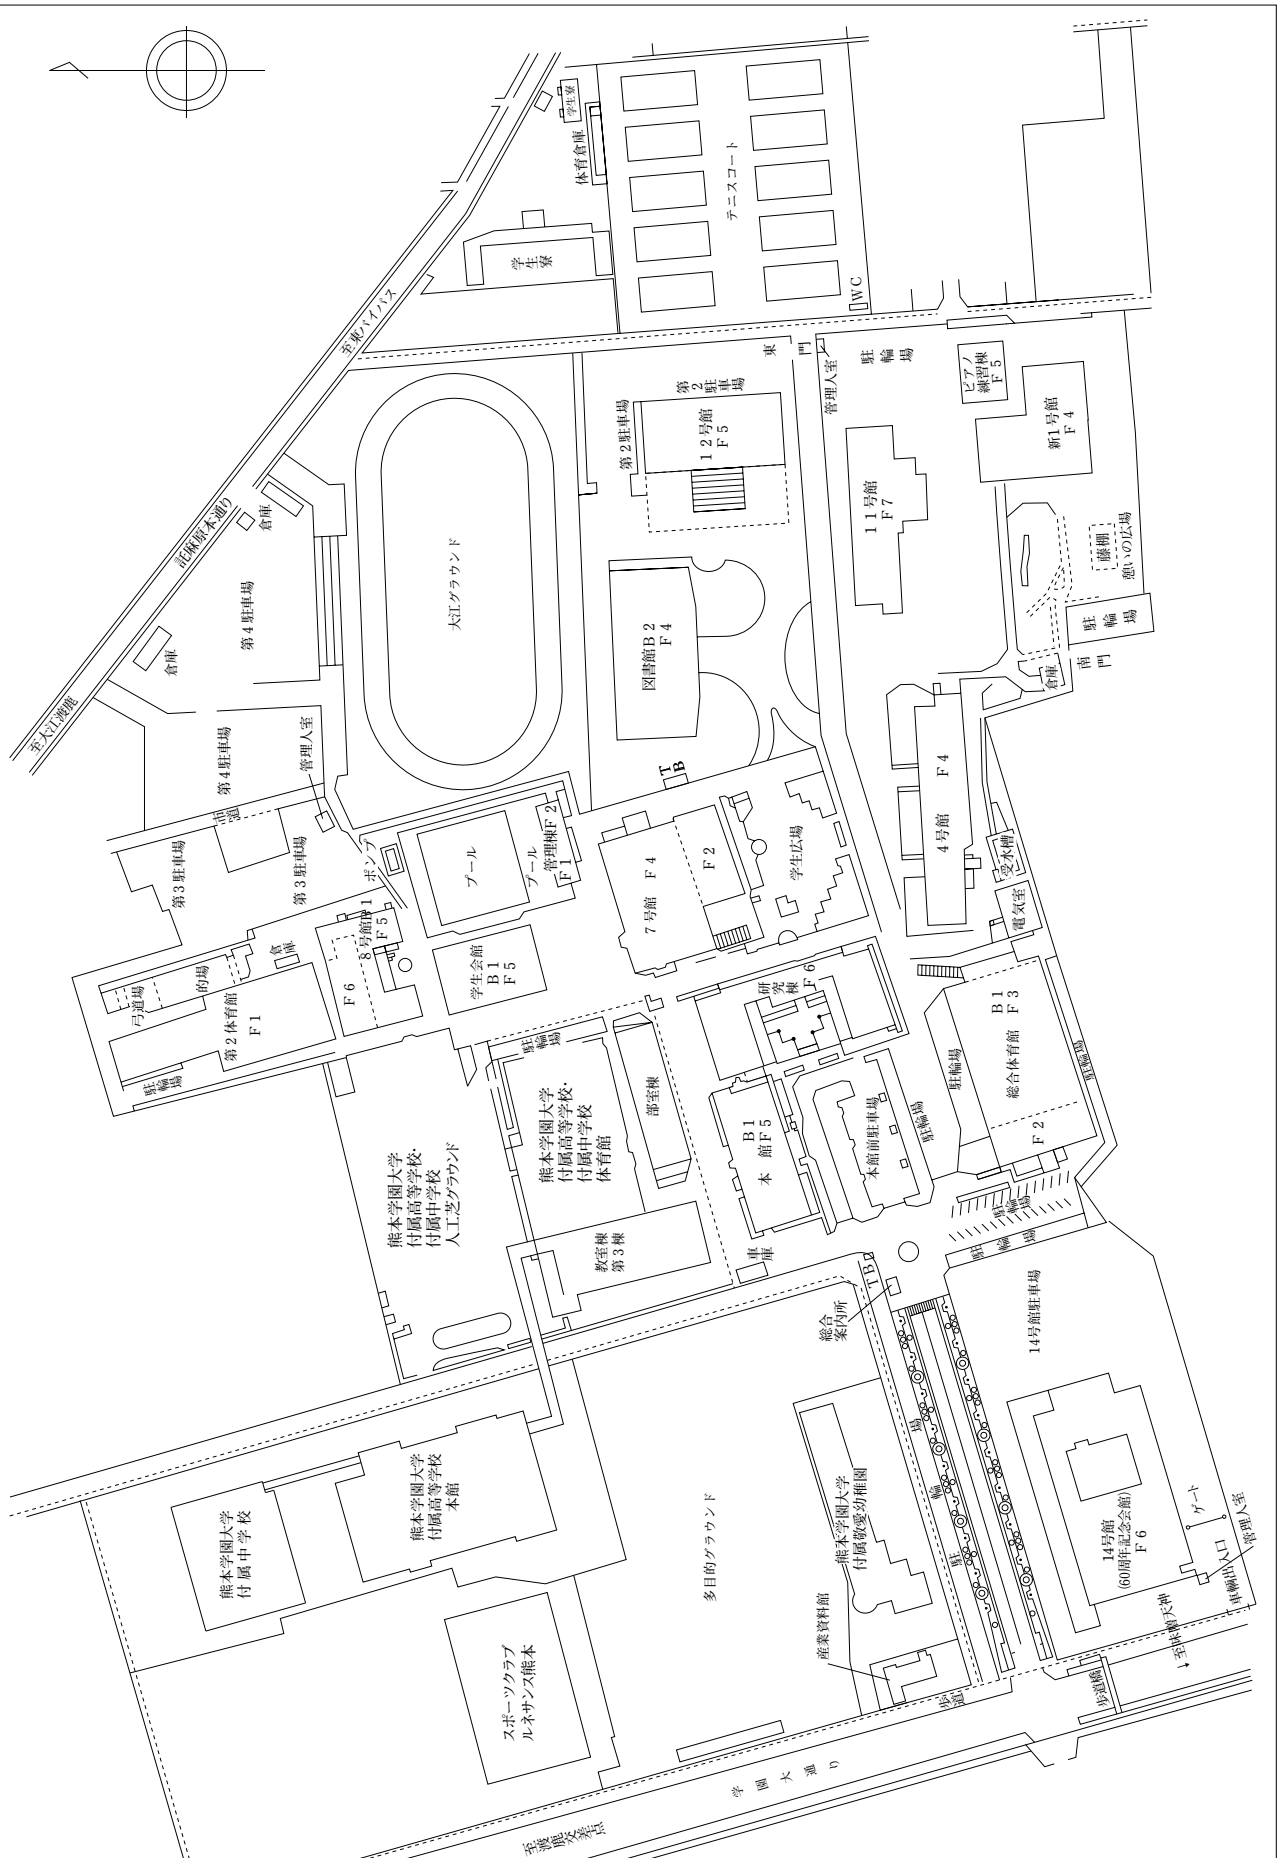 至大江渡鹿
託麻原本通り
至東バイパス
倉庫
第4駐車場
倉庫
第4駐車場
管理人室
市道
第3駐車場
第3駐車場
ポンプ
大江グラウンド
学生寮
体育倉庫
学生寮
テニスコート
WC
東門
管理人室
駐輪場
ピアノ
練習棟
F5
新1号館
F4
第2駐車場
第2駐車場
12号館
F5
11号館
F7
藤棚
憩いの広場
駐輪場
南門
倉庫
図書館B2
F4
TB
4号館 F4
受水槽
電気室
弓道場
的場
倉庫
第2体育館
F1
駐輪場
8号館B1
F5
F6
プール
プール
管理棟F2
F1
学生会館
B1
F5
7号館 F4
F2
学生広場
研究棟
F6
駐輪場
総合体育館
B1
F3
F2
駐輪場
駐輪場
駐輪場
駐輪場
本館前駐車場
本館
B1
F5
車庫
部室棟
駐輪場
熊本学園大学
付属高等学校・
付属中学校
体育館
教室棟
第3棟
熊本学園大学
付属高等学校・
付属中学校
人工芝グラウンド
TB
総合
案内所
14号館駐車場
駐輪場
14号館
(60周年記念会館)
F6
ゲート
管理人室
車輌出入口
熊本学園大学
付属中学校
熊本学園大学
付属高等学校
本館
スポーツクラブ
ルネサンス熊本
多目的グラウンド
熊本学園大学
付属敬愛幼稚園
産業資料館
歩道
歩道橋
学園大通り
至渡鹿交差点